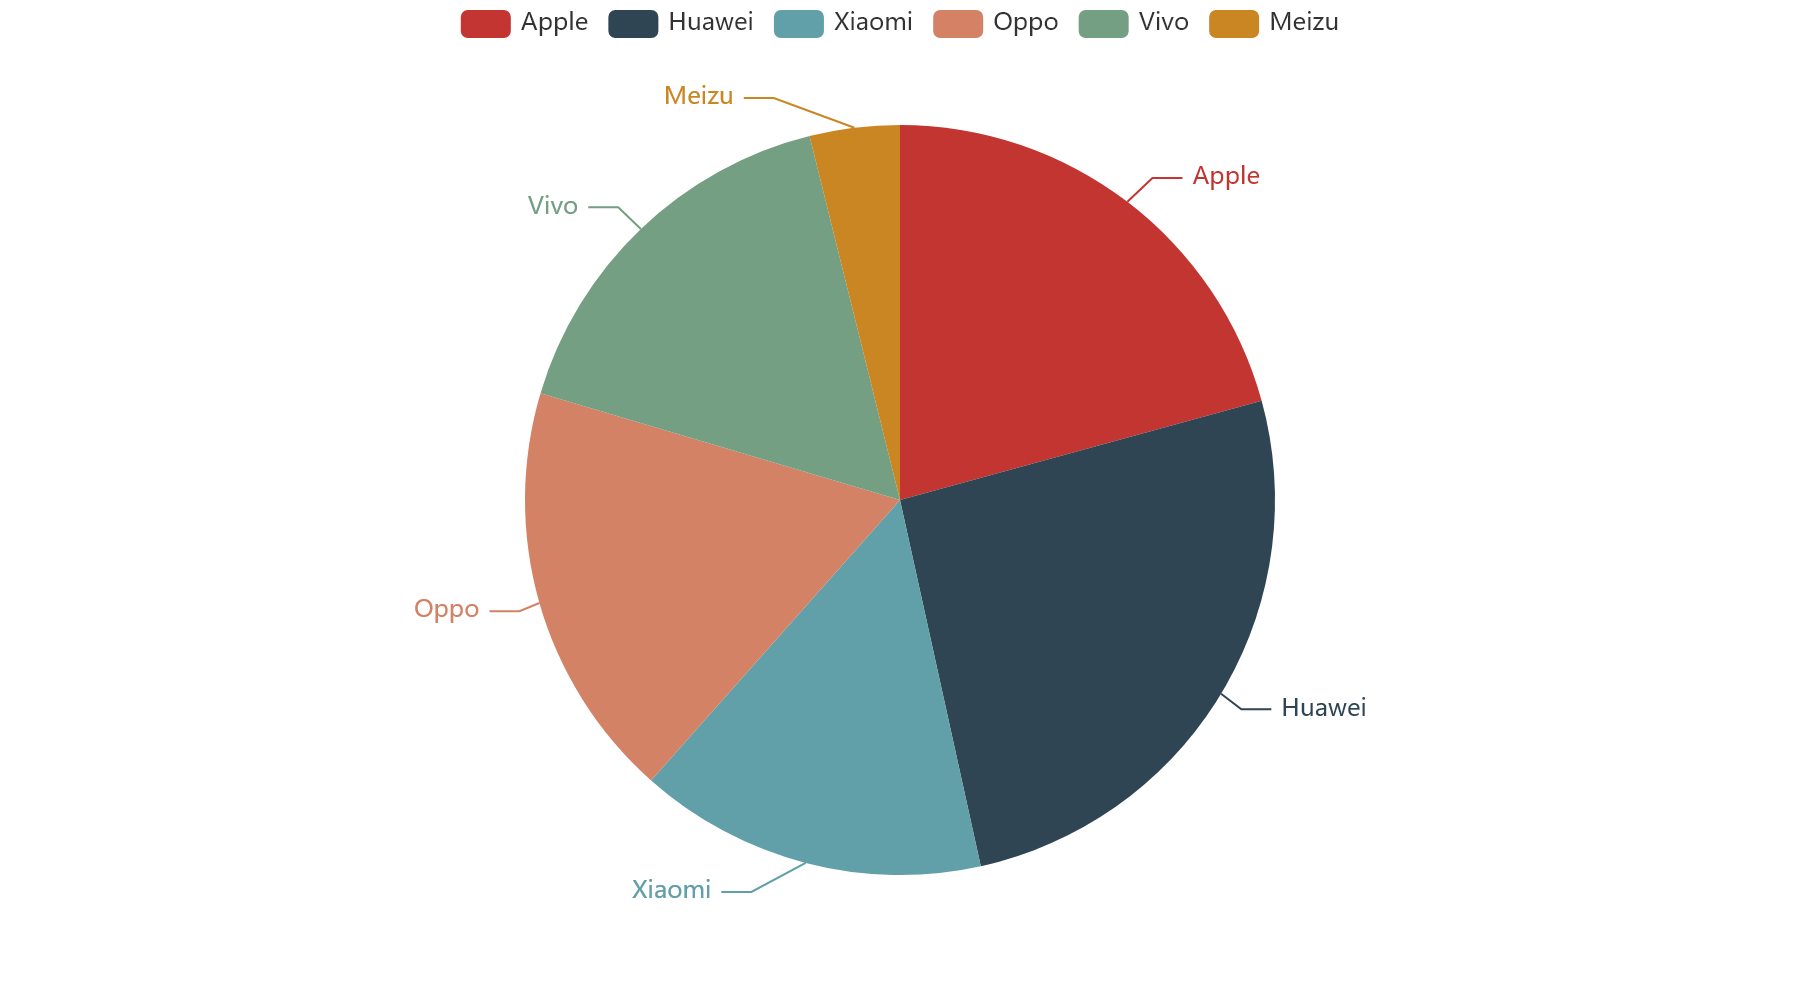 Apple Huawei Xiaomi Oppo Vivo Meizu
Meizu
Apple
Vivo
Oppo
Huawei
Xiaomi